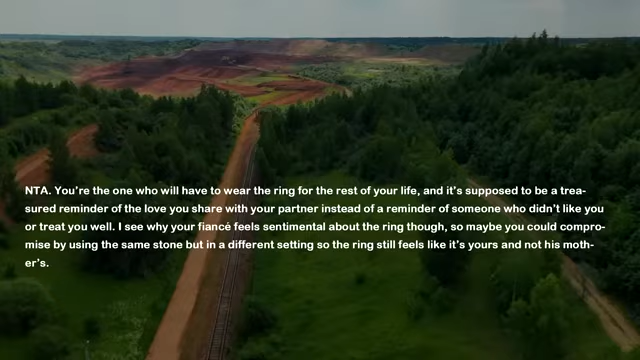 NTA. You're the one who will have to wear the ring for the rest of your life, and it's supposed to be a trea-
sured reminder of the love you share with your partner instead of a reminder of someone who didn't like you
or treat you well. I see why your fiancé feels sentimental about the ring though, so maybe you could compro-
mise by using the same stone but in a different setting so the ring still feels like it's yours and not his moth-
er's.